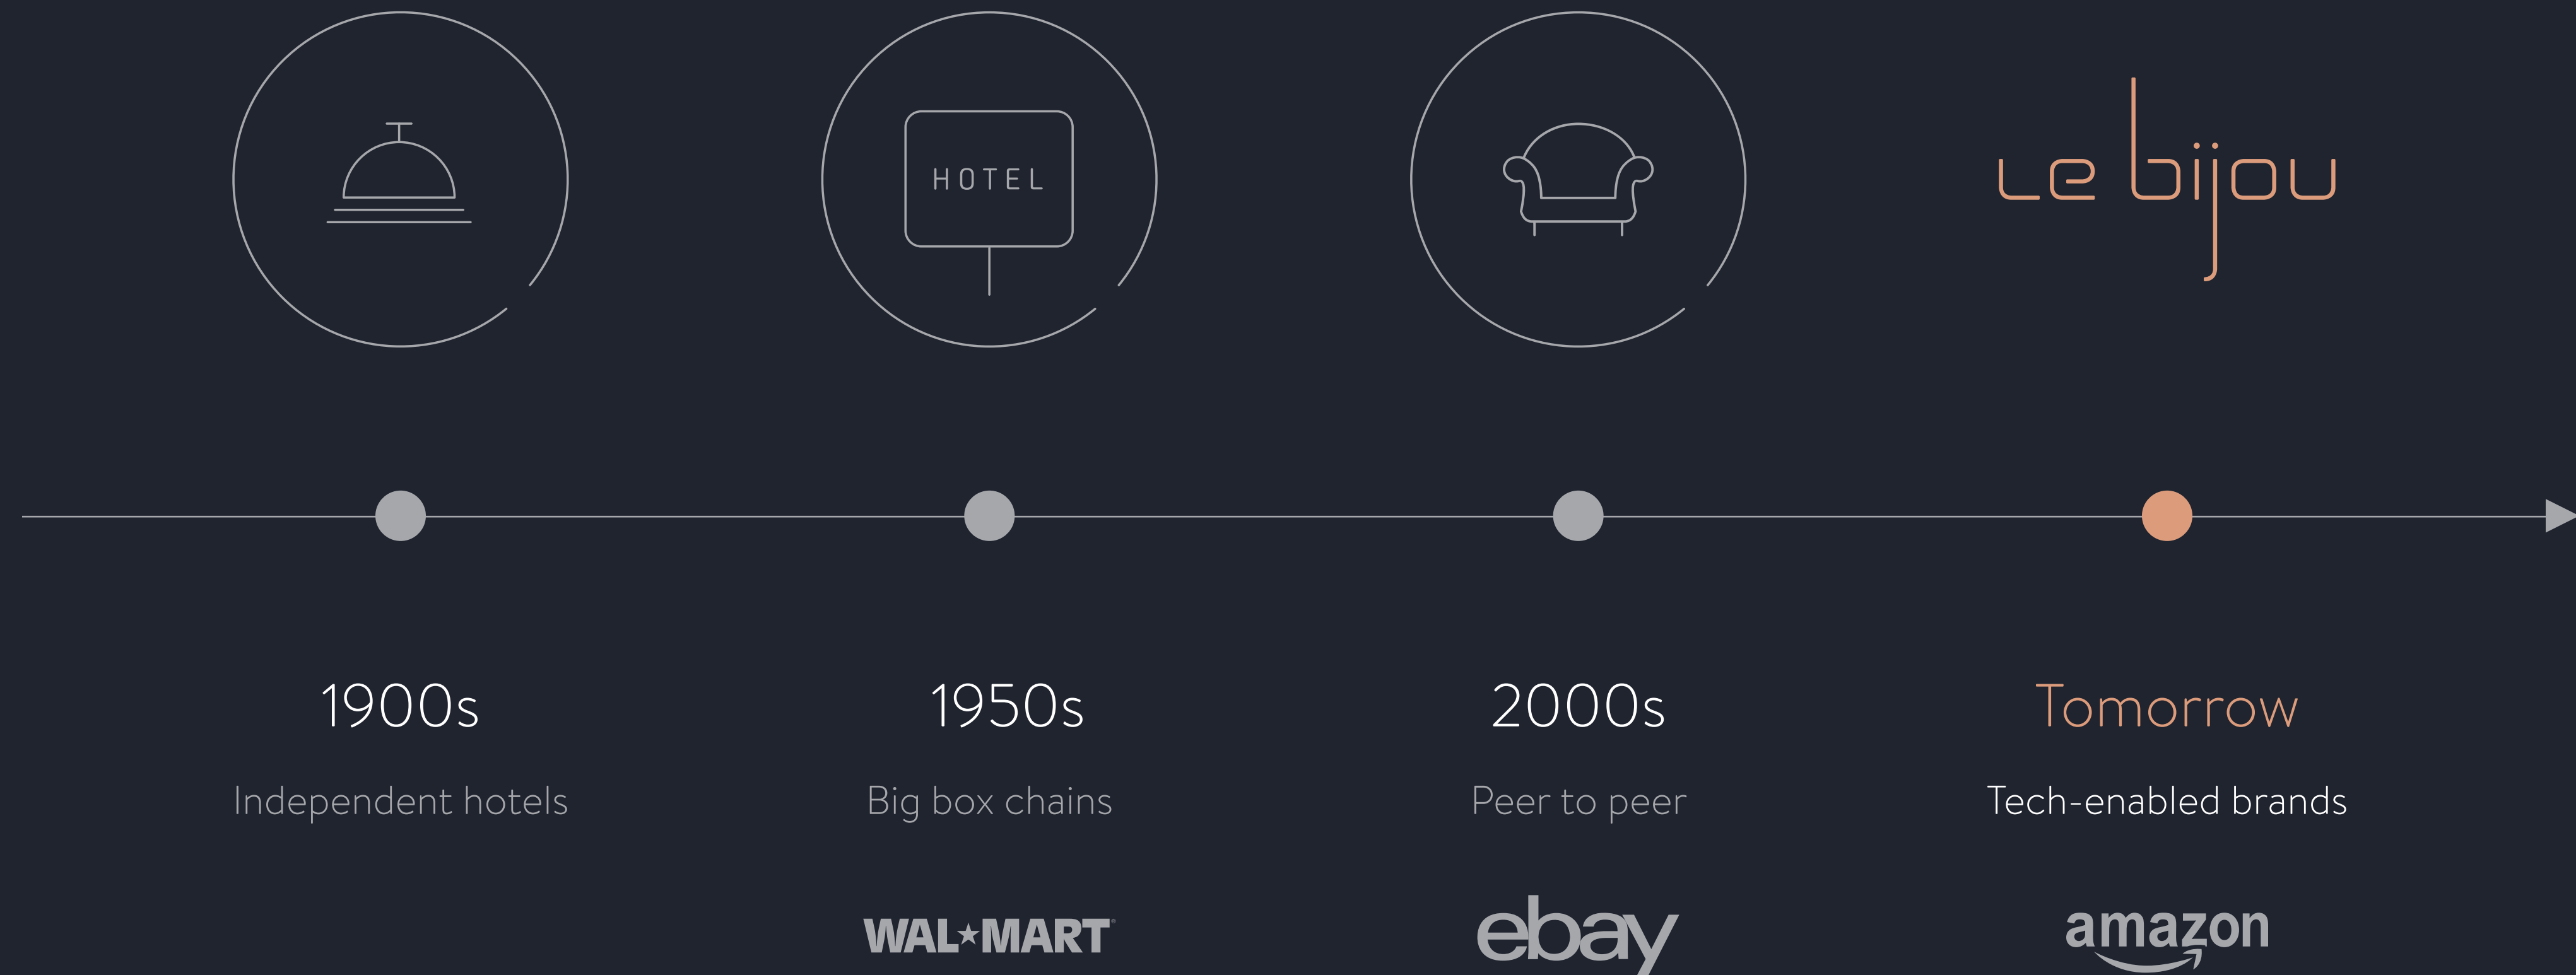 HOTEL
Le bijou
1900s
1950s
2000s
Tomorrow
Independent hotels
Big box chains
Peer to peer
Tech-enabled brands
WAL★MART
ebay
amazon